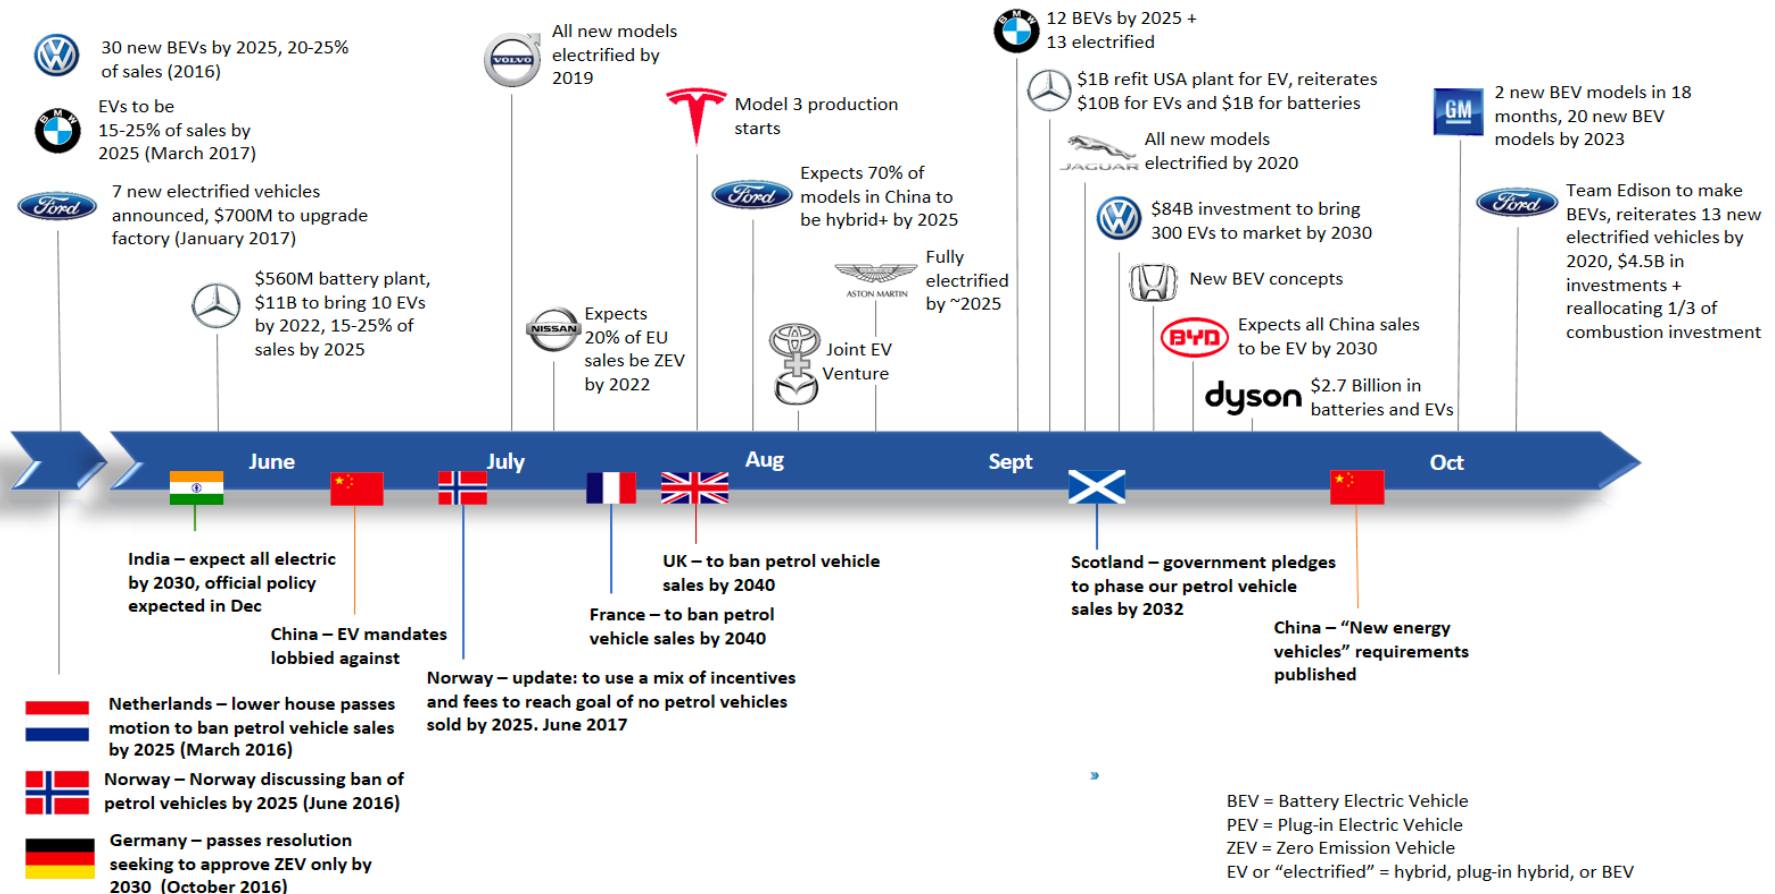 30 new BEVs by 2025, 20-25%
of sales (2016)
EVs to be
15-25% of sales by
2025 (March 2017)
Ford
7 new electrified vehicles
announced, $700M to upgrade
factory (January 2017)
$560M battery plant,
$11B to bring 10 EVs
by 2022, 15-25% of
sales by 2025
VOLVO
All new models
electrified by
2019
NISSAN
Expects
20% of EU
sales be ZEV
by 2022
Model 3 production
starts
Ford
Expects 70% of
models in China to
be hybrid+ by 2025
Joint EV
Venture
ASTON MARTIN
Fully
electrified
by ~2025
BMW
12 BEVs by 2025 +
13 electrified
$1B refit USA plant for EV, reiterates
$10B for EVs and $1B for batteries
JAGUAR
All new models
electrified by 2020
$84B investment to bring
300 EVs to market by 2030
New BEV concepts
BYD
Expects all China sales
to be EV by 2030
dyson
$2.7 Billion in
batteries and EVs
GM
2 new BEV models in 18
months, 20 new BEV
models by 2023
Ford
Team Edison to make
BEVs, reiterates 13 new
electrified vehicles by
2020, $4.5B in
investments +
reallocating 1/3 of
combustion investment
June
July
Aug
Sept
Oct
India – expect all electric
by 2030, official policy
expected in Dec
China – EV mandates
lobbied against
Norway – update: to use a mix of incentives
and fees to reach goal of no petrol vehicles
sold by 2025. June 2017
France – to ban petrol
vehicle sales by 2040
UK – to ban petrol vehicle
sales by 2040
Scotland – government pledges
to phase our petrol vehicle
sales by 2032
China – “New energy
vehicles” requirements
published
Netherlands – lower house passes
motion to ban petrol vehicle sales
by 2025 (March 2016)
Norway – Norway discussing ban of
petrol vehicles by 2025 (June 2016)
Germany – passes resolution
seeking to approve ZEV only by
2030 (October 2016)
BEV = Battery Electric Vehicle
PEV = Plug-in Electric Vehicle
ZEV = Zero Emission Vehicle
EV or “electrified” = hybrid, plug-in hybrid, or BEV